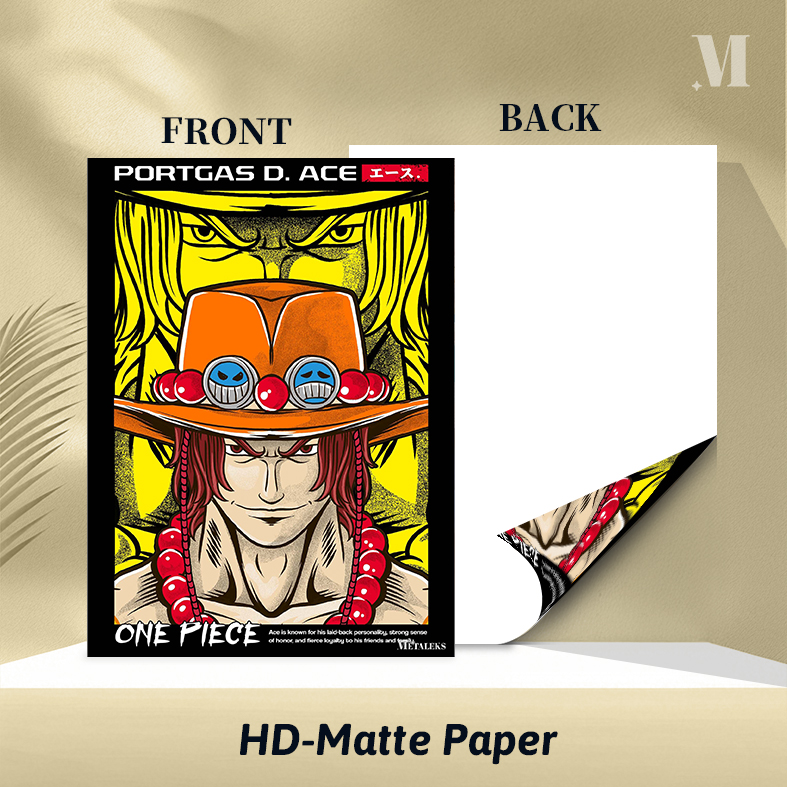 M
FRONT
BACK
PORTGAS D. ACE
エース.
ONE PIECE
Ace is known for his laid-back personality, strong sense
of honor, and fierce loyalty to his friends and family.
METALEKS
HD-Matte Paper